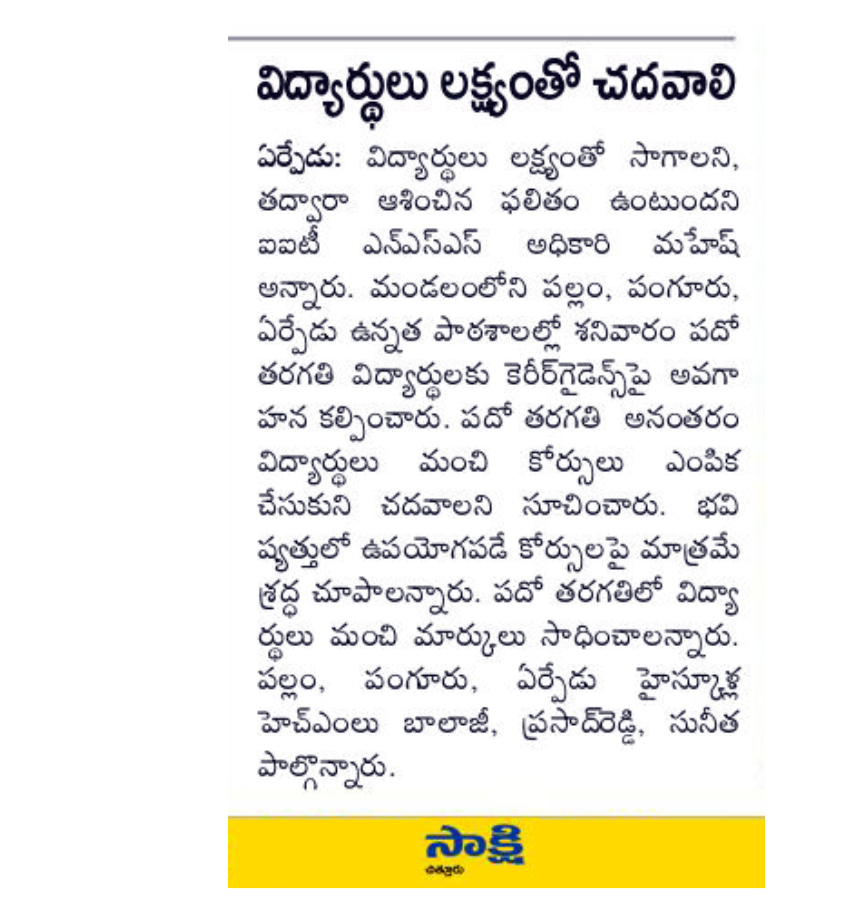 విద్యార్థులు లక్ష్యంతో చదవాలి
ఏర్పేడు: విద్యార్థులు లక్ష్యంతో సాగాలని,
తద్వారా ఆశించిన ఫలితం ఉంటుందని
ఐఐటీ ఎన్ఎస్ఎస్ అధికారి మహేష్
అన్నారు. మండలంలోని పల్లం, పంగూరు,
ఏర్పేడు ఉన్నత పాఠశాలల్లో శనివారం పదో
తరగతి విద్యార్థులకు కెరీర్‌గైడెన్స్‌పై అవగా
హన కల్పించారు. పదో తరగతి అనంతరం
విద్యార్థులు మంచి కోర్సులు ఎంపిక
చేసుకుని చదవాలని సూచించారు. భవి
ష్యత్తులో ఉపయోగపడే కోర్సులపై మాత్రమే
శ్రద్ధ చూపాలన్నారు. పదో తరగతిలో విద్యా
ర్థులు మంచి మార్కులు సాధించాలన్నారు.
పల్లం, పంగూరు, ఏర్పేడు హైస్కూళ్ల
హెచ్ఎంలు బాలాజీ, ప్రసాద్‌రెడ్డి, సునీత
పాల్గొన్నారు.
సాక్షి
చిత్తూరు